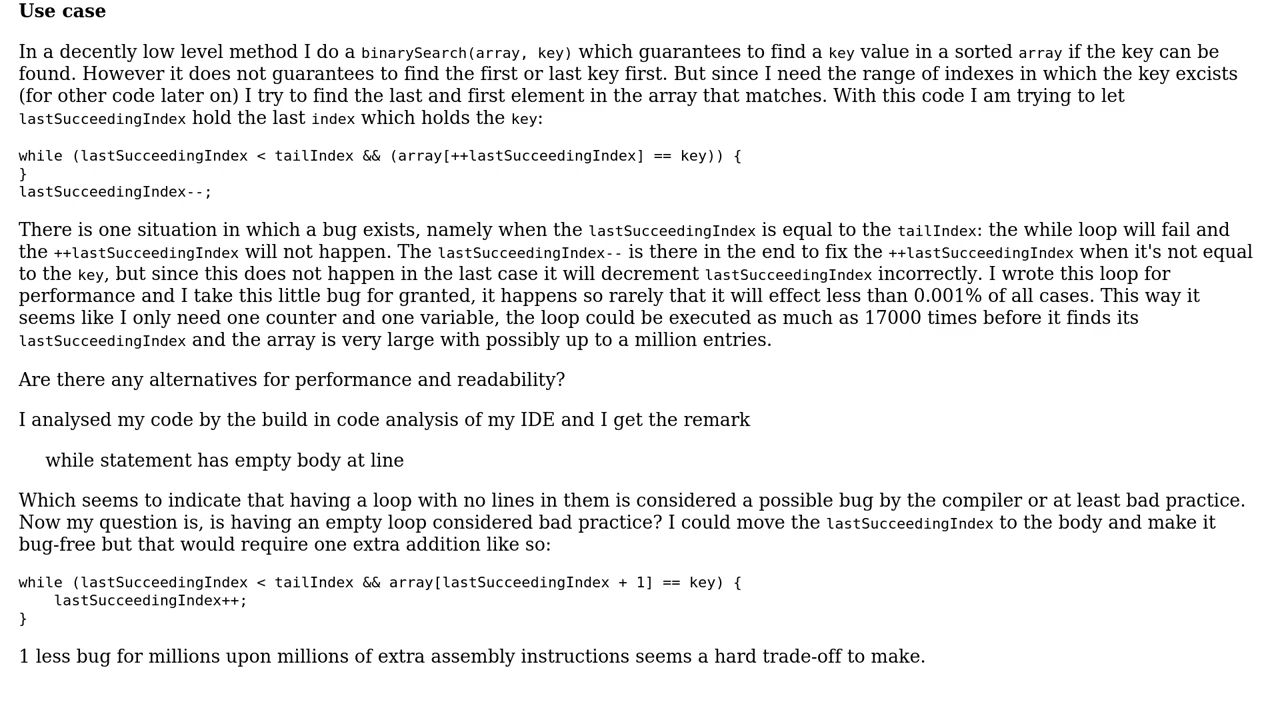 Use case
In a decently low level method I do a binarySearch(array, key) which guarantees to find a key value in a sorted array if the key can be
found. However it does not guarantees to find the first or last key first. But since I need the range of indexes in which the key excists
(for other code later on) I try to find the last and first element in the array that matches. With this code I am trying to let
lastSucceedingIndex hold the last index which holds the key:
while (lastSucceedingIndex < tailIndex && (array[++lastSucceedingIndex] == key)) {
}
lastSucceedingIndex--;
There is one situation in which a bug exists, namely when the lastSucceedingIndex is equal to the tailIndex: the while loop will fail and
the ++lastSucceedingIndex will not happen. The lastSucceedingIndex-- is there in the end to fix the ++lastSucceedingIndex when it's not equal
to the key, but since this does not happen in the last case it will decrement lastSucceedingIndex incorrectly. I wrote this loop for
performance and I take this little bug for granted, it happens so rarely that it will effect less than 0.001% of all cases. This way it
seems like I only need one counter and one variable, the loop could be executed as much as 17000 times before it finds its
lastSucceedingIndex and the array is very large with possibly up to a million entries.
Are there any alternatives for performance and readability?
I analysed my code by the build in code analysis of my IDE and I get the remark
while statement has empty body at line
Which seems to indicate that having a loop with no lines in them is considered a possible bug by the compiler or at least bad practice.
Now my question is, is having an empty loop considered bad practice? I could move the lastSucceedingIndex to the body and make it
bug-free but that would require one extra addition like so:
while (lastSucceedingIndex < tailIndex && array[lastSucceedingIndex + 1] == key) {
    lastSucceedingIndex++;
}
1 less bug for millions upon millions of extra assembly instructions seems a hard trade-off to make.